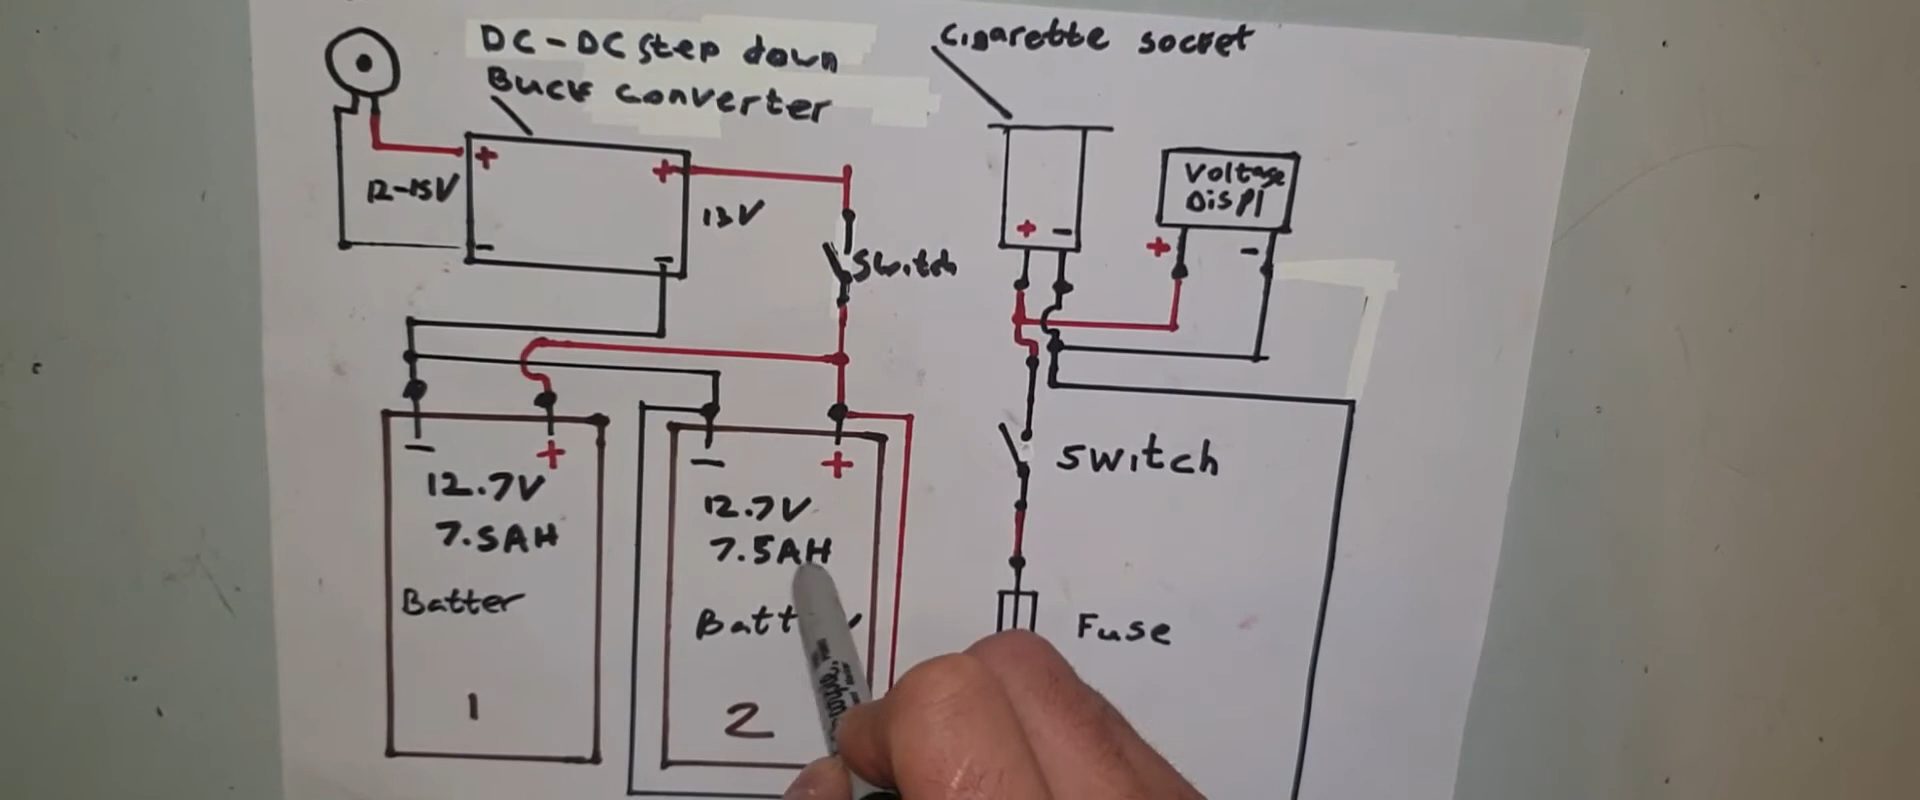 DC-DC step down
Buck converter
cigarette socket
+
+
12-15V
13V
-
-
switch
+ -
Voltage
DISPl
+ -
- +
12.7V
7.5AH
Batter
1
- +
12.7V
7.5AH
2
switch
Fuse